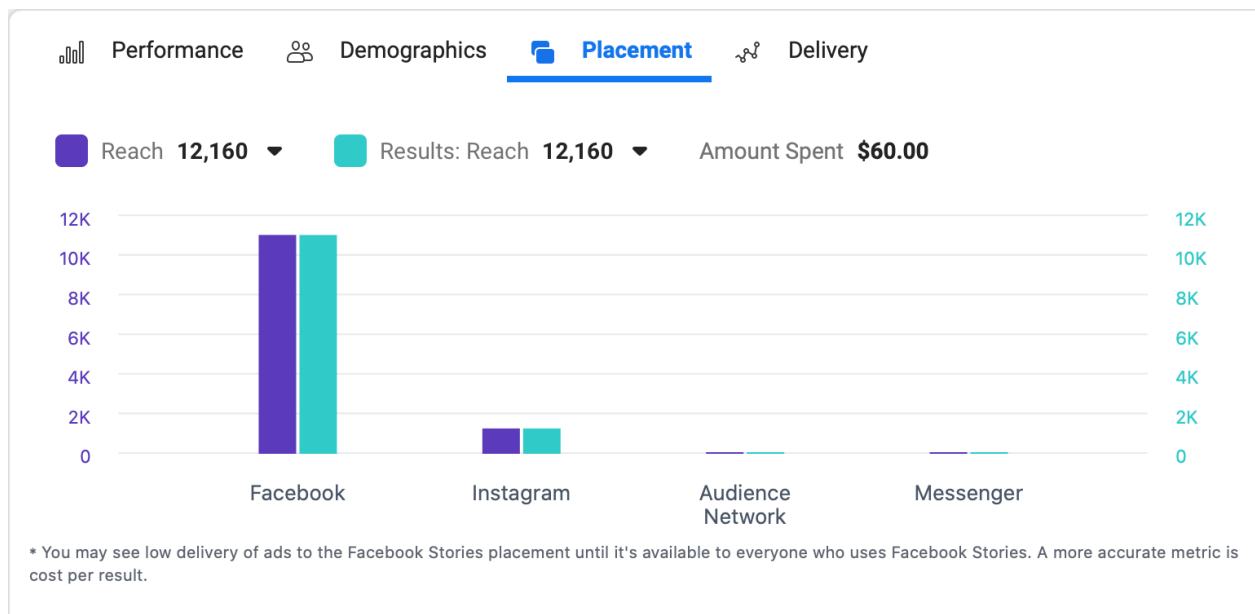 Performance Demographics Placement Delivery
Reach 12,160 Results: Reach 12,160 Amount Spent $60.00
12K 12K
10K 10K
8K 8K
6K 6K
4K 4K
2K 2K
0 0
Facebook Instagram Audience Network Messenger
* You may see low delivery of ads to the Facebook Stories placement until it's available to everyone who uses Facebook Stories. A more accurate metric is
cost per result.